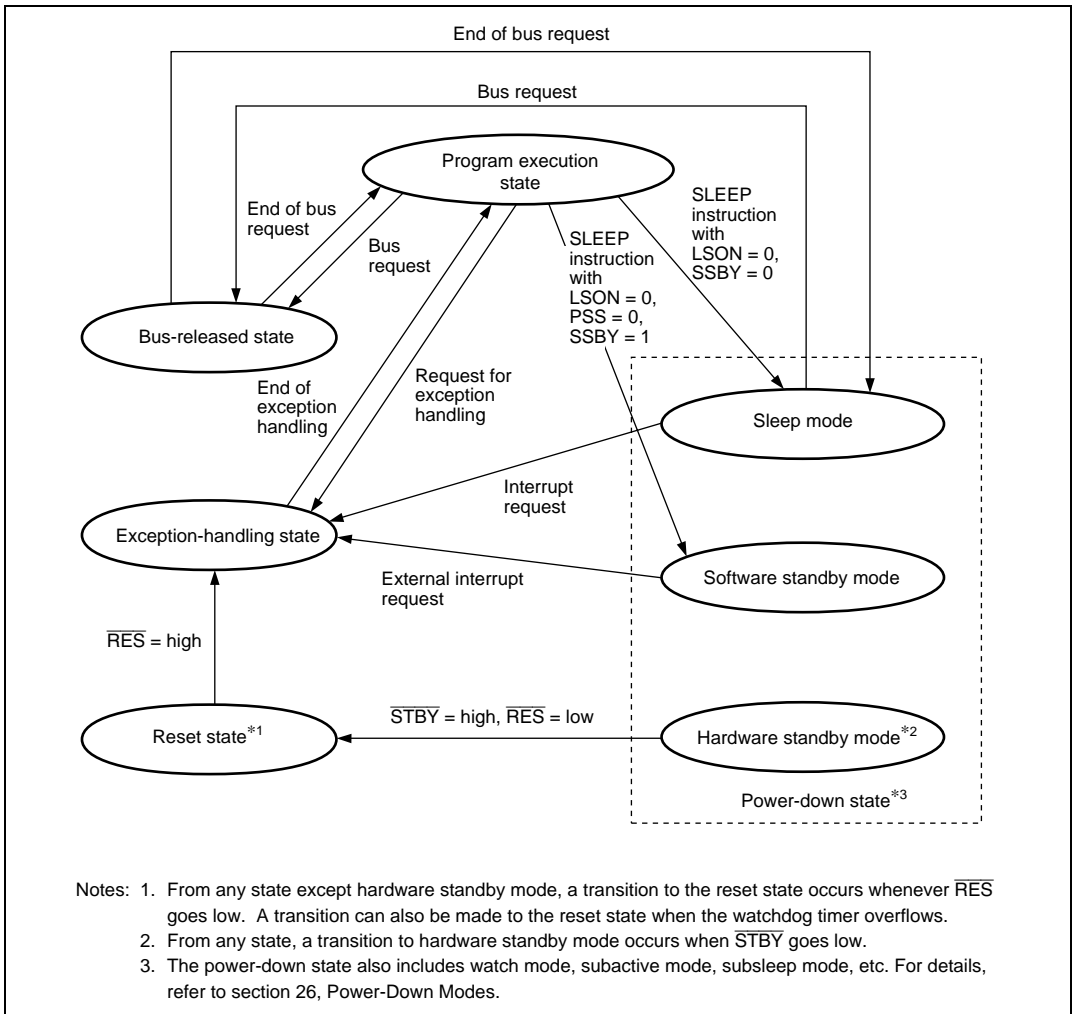 End of bus request
Bus request
Program execution
state
End of bus
request
Bus
request
SLEEP
instruction
with
LSON = 0,
PSS = 0,
SSBY = 1
SLEEP
instruction
with
LSON = 0,
SSBY = 0
Bus-released state
End of
exception
handling
Request for
exception
handling
Sleep mode
Interrupt
request
Exception-handling state
Software standby mode
External interrupt
request
R̅E̅S̅ = high
Reset state*1
S̅T̅B̅Y̅ = high, R̅E̅S̅ = low
Hardware standby mode*2
Power-down state*3
Notes: 1. From any state except hardware standby mode, a transition to the reset state occurs whenever R̅E̅S̅
goes low. A transition can also be made to the reset state when the watchdog timer overflows.
2. From any state, a transition to hardware standby mode occurs when S̅T̅B̅Y̅ goes low.
3. The power-down state also includes watch mode, subactive mode, subsleep mode, etc. For details,
refer to section 26, Power-Down Modes.